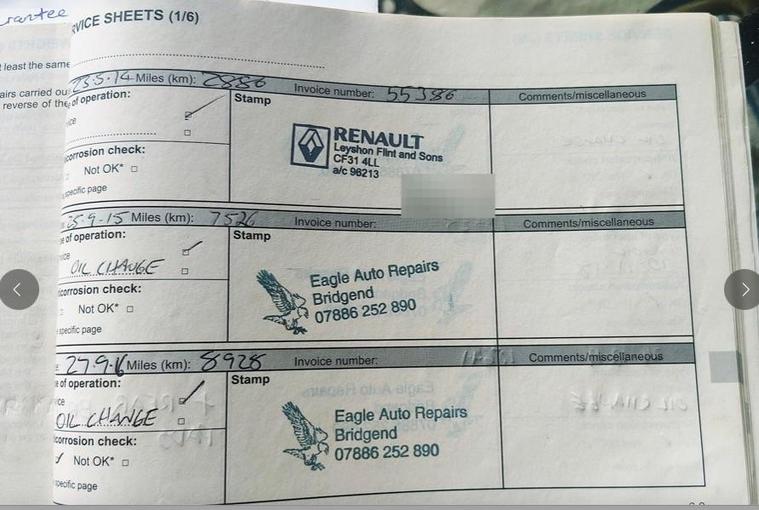 rantee
RVICE SHEETS (1/6)
t least the same
airs carried ou
reverse of the
23-5-14 Miles (km): 2886 Invoice number: 55386 Comments/miscellaneous
of operation:
Stamp
ce
RENAULT
Leyshon Flint and Sons
CF31 4LL
a/c 96213
corrosion check:
Not OK* □
specific page
25-9-15 Miles (km): 7526 Invoice number: Comments/miscellaneous
e of operation:
Stamp
ice
OIL CHANGE
Eagle Auto Repairs
Bridgend
07886 252 890
corrosion check:
Not OK* □
specific page
27.9.16 Miles (km): 8928 Invoice number: Comments/miscellaneous
e of operation:
Stamp
ce
OIL CHANGE
Eagle Auto Repairs
Bridgend
07886 252 890
corrosion check:
Not OK* □
specific page